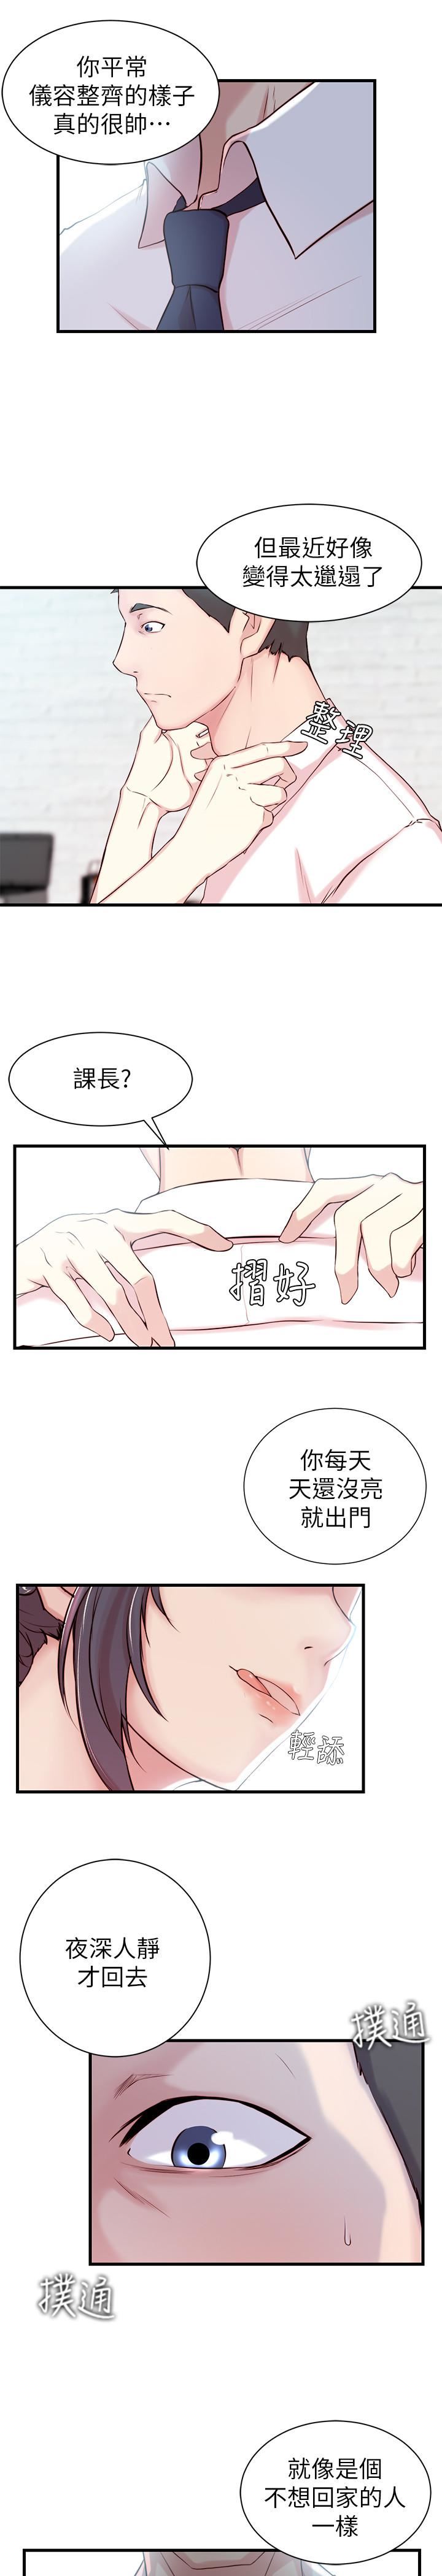 你平常
儀容整齊的樣子
真的很帥…
但最近好像
變得太邋遢了
整理
課長?
摺好
你每天
天還沒亮
就出門
輕舔
夜深人靜
才回去
撲通
撲通
就像是個
不想回家的人
一樣